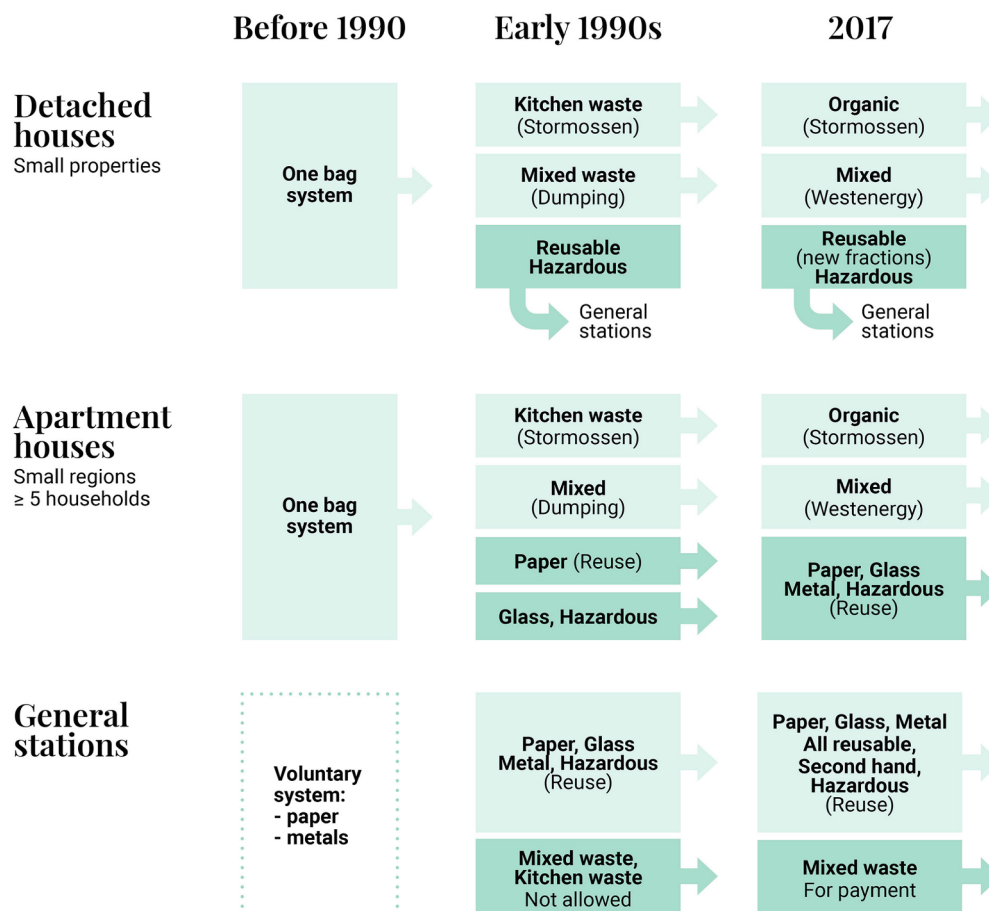 Before 1990
Early 1990s
2017
Detached
houses
Small properties
One bag
system
Kitchen waste
(Stormossen)
Mixed waste
(Dumping)
Reusable
Hazardous
General
stations
Organic
(Stormossen)
Mixed
(Westenergy)
Reusable
(new fractions)
Hazardous
General
stations
Apartment
houses
Small regions
≥ 5 households
One bag
system
Kitchen waste
(Stormossen)
Mixed
(Dumping)
Paper (Reuse)
Glass, Hazardous
Organic
(Stormossen)
Mixed
(Westenergy)
Paper, Glass
Metal, Hazardous
(Reuse)
General
stations
Voluntary
system:
- paper
- metals
Paper, Glass
Metal, Hazardous
(Reuse)
Mixed waste,
Kitchen waste
Not allowed
Paper, Glass, Metal
All reusable,
Second hand,
Hazardous
(Reuse)
Mixed waste
For payment